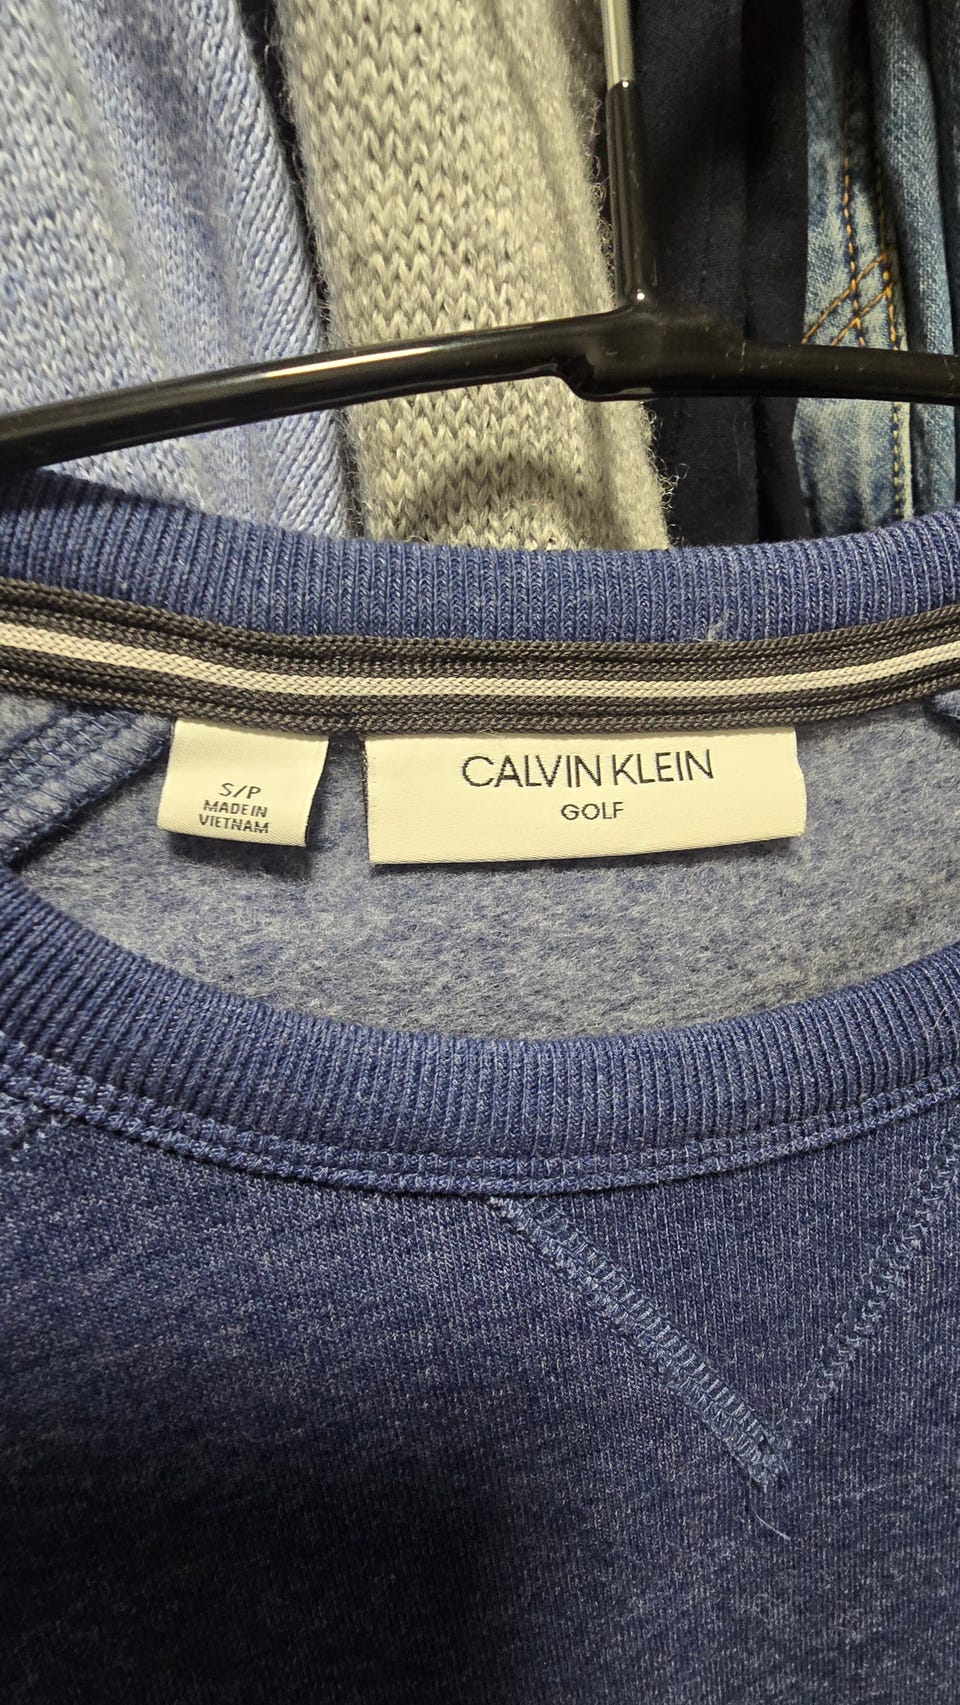 S/P
MADE IN
VIETNAM
CALVIN KLEIN
GOLF